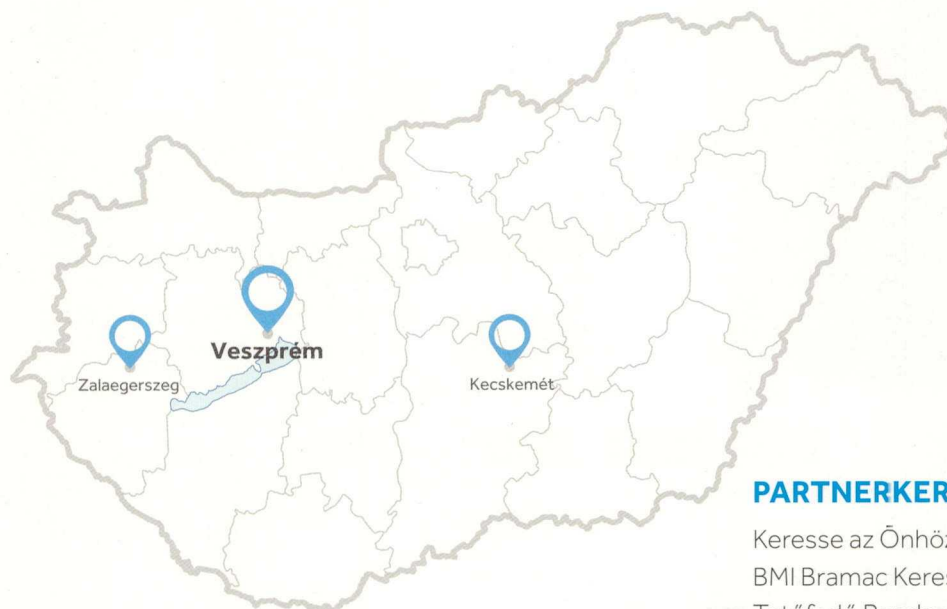 Veszprém
Zalaegerszeg
Kecskemét
PARTNERKER
Keresse az Önhöz
BMI Bramac Keres